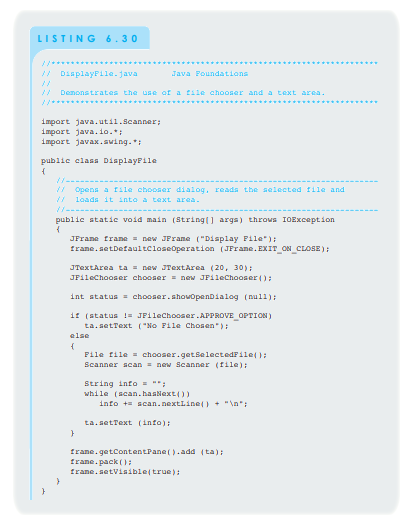 LISTING 6.30
//********************************************************************
//  DisplayFile.java       Java Foundations
//
//  Demonstrates the use of a file chooser and a text area.
//********************************************************************
import java.util.Scanner;
import java.io.*;
import javax.swing.*;
public class DisplayFile
{
   //-----------------------------------------------------------------
   //  Opens a file chooser dialog, reads the selected file and
   //  loads it into a text area.
   //-----------------------------------------------------------------
   public static void main (String[] args) throws IOException
   {
      JFrame frame = new JFrame ("Display File");
      frame.setDefaultCloseOperation (JFrame.EXIT_ON_CLOSE);
      JTextArea ta = new JTextArea (20, 30);
      JFileChooser chooser = new JFileChooser();
      int status = chooser.showOpenDialog (null);
      if (status != JFileChooser.APPROVE_OPTION)
         ta.setText ("No File Chosen");
      else
      {
         File file = chooser.getSelectedFile();
         Scanner scan = new Scanner (file);
         String info = "";
         while (scan.hasNext())
            info += scan.nextLine() + "\n";
         ta.setText (info);
      }
      frame.getContentPane().add (ta);
      frame.pack();
      frame.setVisible(true);
   }
}